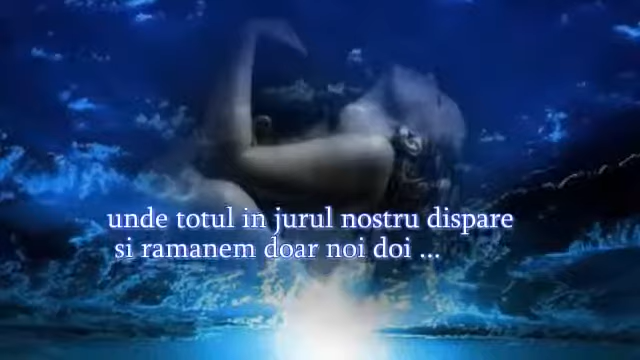 unde totul in jurul nostru dispare
si ramanem doar noi doi ...